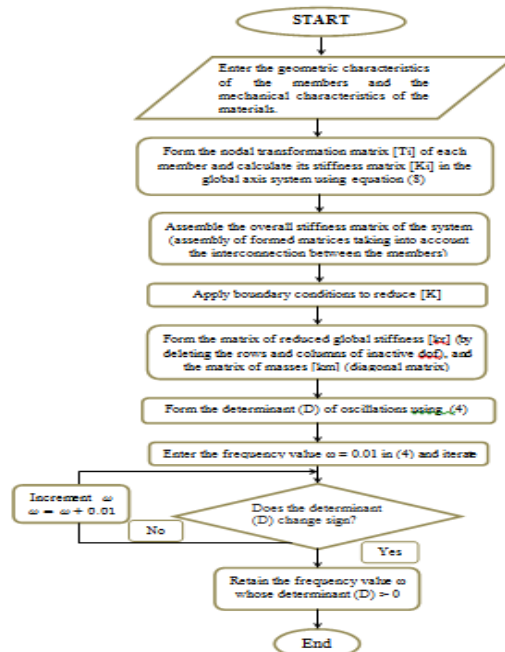 START
Enter the geometric characteristics
of the members and the
mechanical characteristics of the
materials.
Form the nodal transformation matrix [Ti] of each
member and calculate its stiffness matrix [Ki] in the
global axis system using equation (8)
Assemble the overall stiffness matrix of the system
(assembly of formed matrices taking into account
the interconnection between the members)
Apply boundary conditions to reduce [K]
Form the matrix of reduced global stiffness [kr] (by
deleting the rows and columns of inactive dof), and
the matrix of masses [km] (diagonal matrix)
Form the determinant (D) of oscillations using (4)
Enter the frequency value ω = 0.01 in (4) and iterate
Increment ω
ω = ω + 0.01
Does the determinant
(D) change sign?
No
Yes
Retain the frequency value ω
whose determinant (D) > 0
End